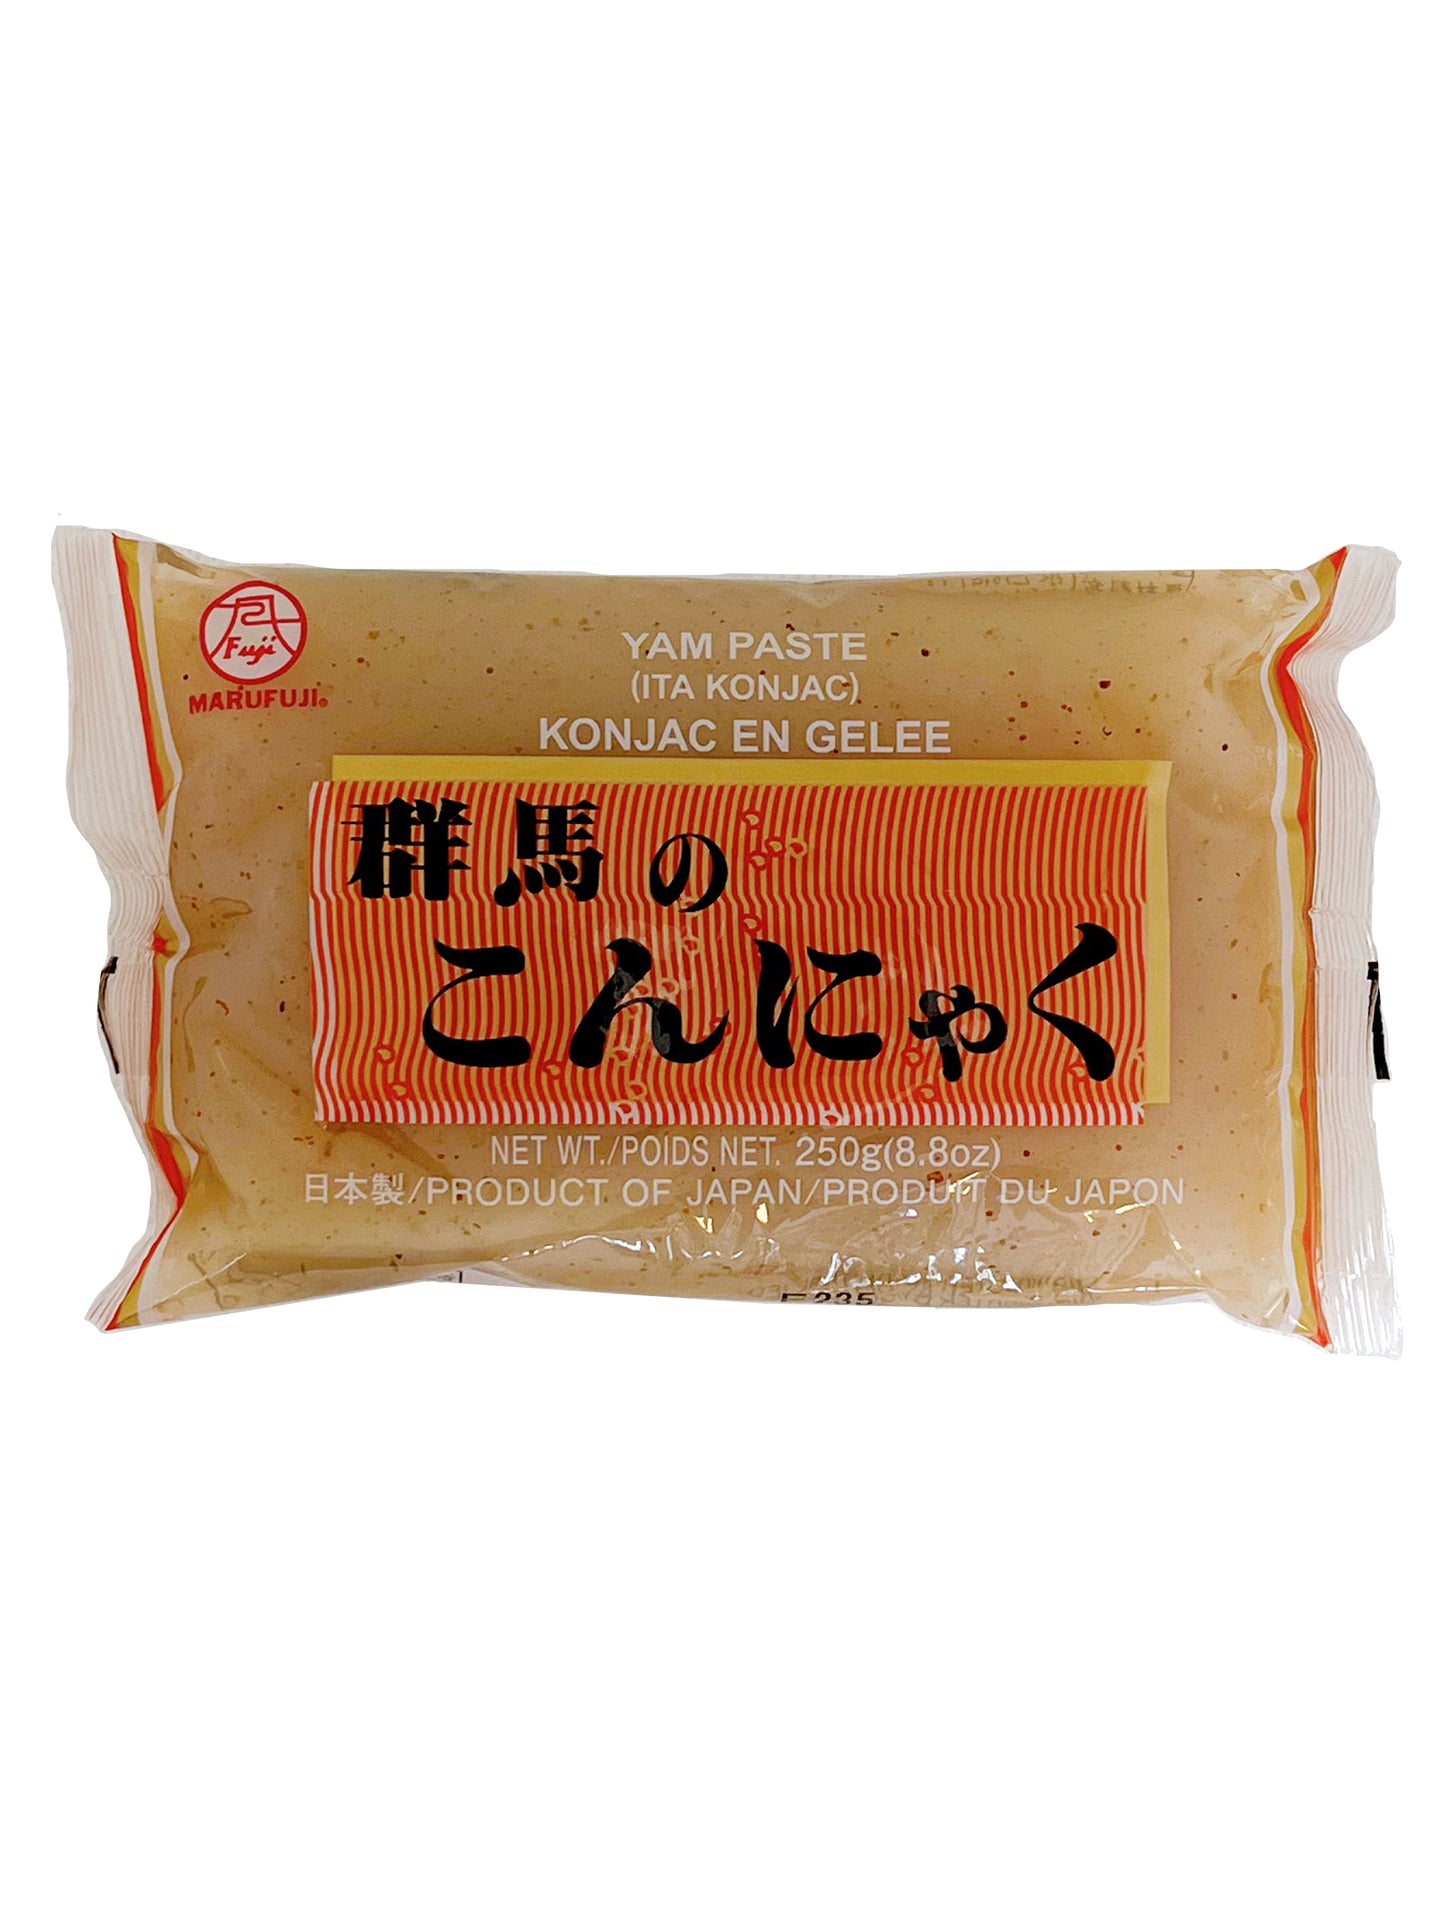 Fuji
MARUFUJI®
YAM PASTE
(ITA KONJAC)
KONJAC EN GELEE
群馬の
こんにゃく
NET WT./POIDS NET. 250g(8.8oz)
日本製/PRODUCT OF JAPAN/PRODUIT DU JAPON
235